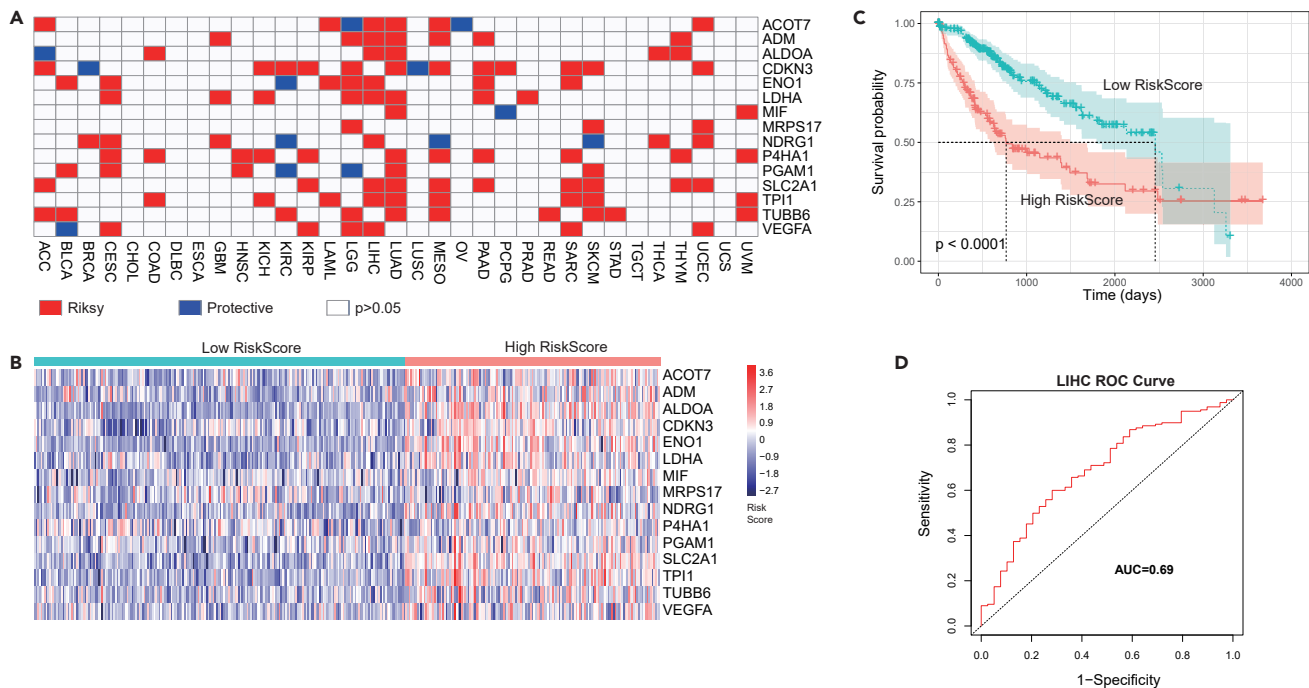 A
ACOT7
ADM
ALDOA
CDKN3
ENO1
LDHA
MIF
MRPS17
NDRG1
P4HA1
PGAM1
SLC2A1
TPI1
TUBB6
VEGFA
ACC BLCA BRCA CESC CHOL COAD DLBC ESCA GBM HNSC KICH KIRC KIRP LAML LGG LIHC LUAD LUSC MESO OV PAAD PCPG PRAD READ SARC SKCM STAD TGCT THCA THYM UCEC UCS UVM
Riksy Protective p>0.05
B
Low RiskScore High RiskScore
ACOT7
ADM
ALDOA
CDKN3
ENO1
LDHA
MIF
MRPS17
NDRG1
P4HA1
PGAM1
SLC2A1
TPI1
TUBB6
VEGFA
3.6
2.7
1.8
0.9
0
−0.9
−1.8
−2.7
Risk
Score
C
Survival probability
1.00
0.75
0.50
0.25
0.00
Low RiskScore
High RiskScore
p < 0.0001
0 1000 2000 3000 4000
Time (days)
D
LIHC ROC Curve
Sensitivity
1.0
0.8
0.6
0.4
0.2
0.0
AUC=0.69
0.0 0.2 0.4 0.6 0.8 1.0
1−Specificity